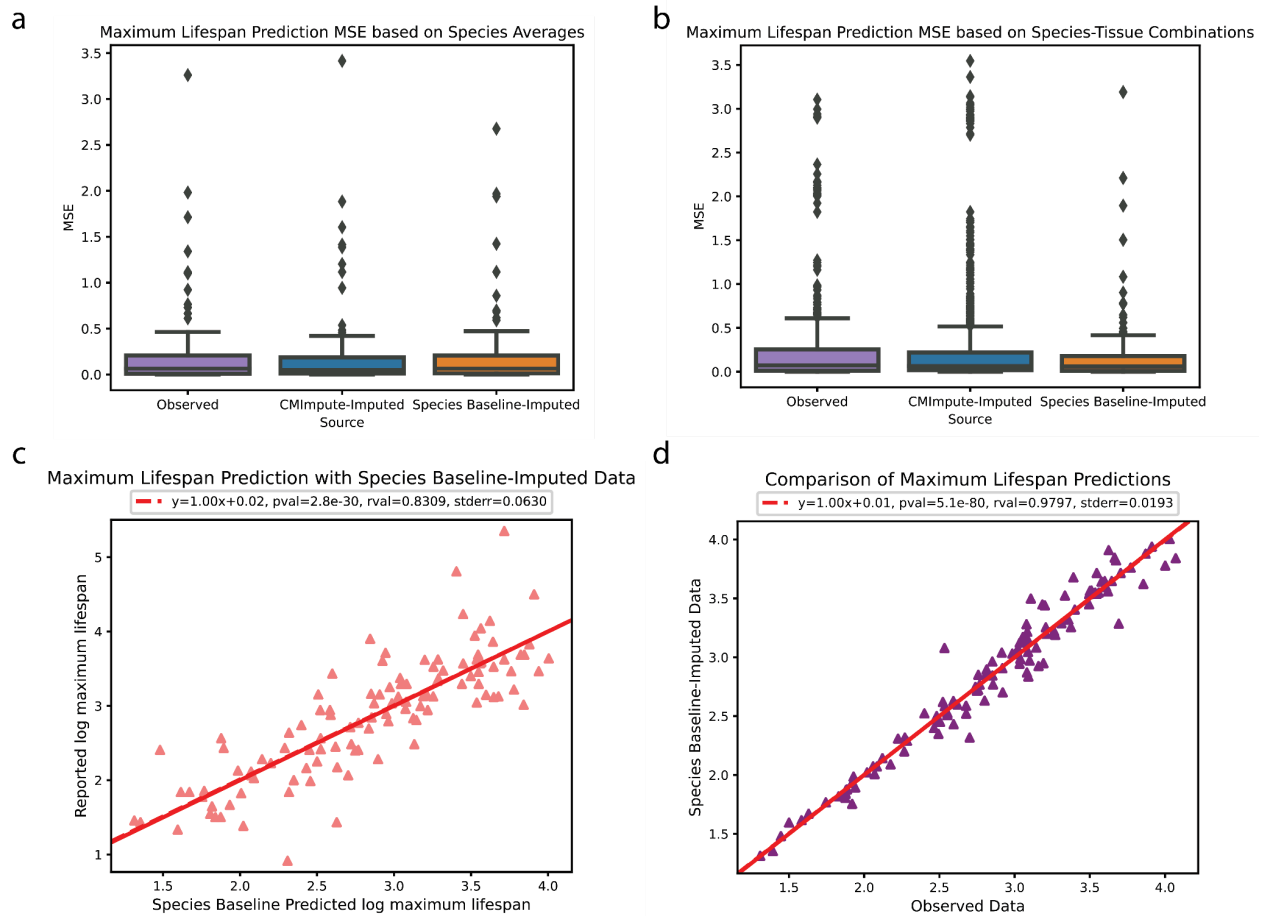 a
Maximum Lifespan Prediction MSE based on Species Averages
3.5
3.0
2.5
2.0
1.5
1.0
0.5
0.0
MSE
Observed
CMImpute-Imputed
Species Baseline-Imputed
Source
b
Maximum Lifespan Prediction MSE based on Species-Tissue Combinations
3.5
3.0
2.5
2.0
1.5
1.0
0.5
0.0
MSE
Observed
CMImpute-Imputed
Species Baseline-Imputed
Source
c
Maximum Lifespan Prediction with Species Baseline-Imputed Data
y=1.00x+0.02, pval=2.8e-30, rval=0.8309, stderr=0.0630
5
4
3
2
1
Reported log maximum lifespan
1.5
2.0
2.5
3.0
3.5
4.0
Species Baseline Predicted log maximum lifespan
d
Comparison of Maximum Lifespan Predictions
y=1.00x+0.01, pval=5.1e-80, rval=0.9797, stderr=0.0193
4.0
3.5
3.0
2.5
2.0
1.5
Species Baseline-Imputed Data
1.5
2.0
2.5
3.0
3.5
4.0
Observed Data